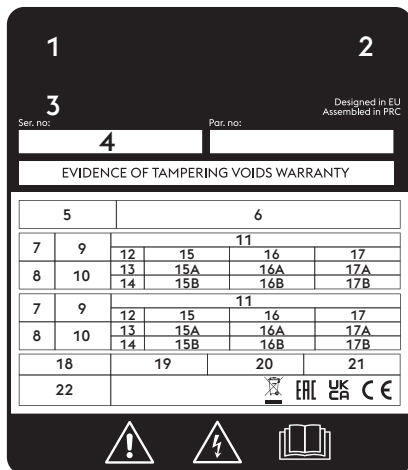 1 2
3
Designed in EU
Assembled in PRC
Ser. no: Par. no:
4
EVIDENCE OF TAMPERING VOIDS WARRANTY
5 6
7 9 11
12 15 16 17
8 10 13 15A 16A 17A
14 15B 16B 17B
7 9 11
12 15 16 17
8 10 13 15A 16A 17A
14 15B 16B 17B
18 19 20 21
22 EAC UK CA CE